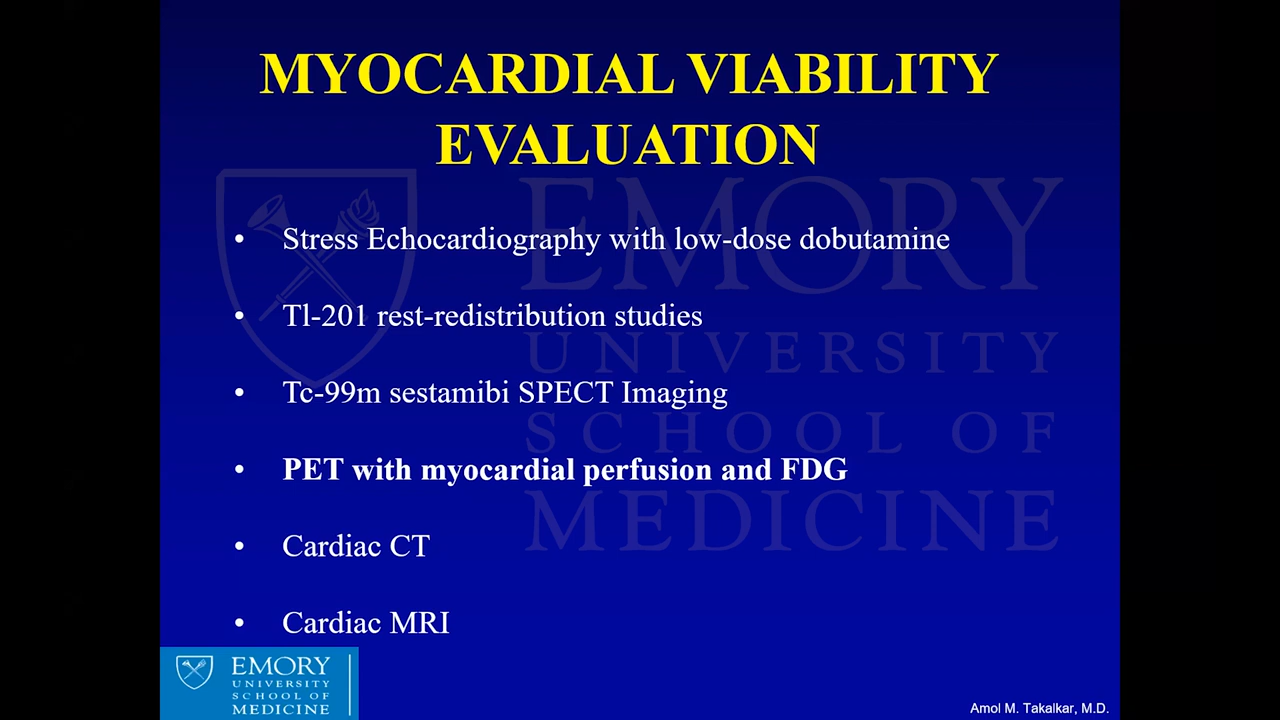 MYOCARDIAL VIABILITY
EVALUATION
EMORY
UNIVERSITY
SCHOOL OF
MEDICINE
• Stress Echocardiography with low-dose dobutamine
• Tl-201 rest-redistribution studies
• Tc-99m sestamibi SPECT Imaging
• PET with myocardial perfusion and FDG
• Cardiac CT
• Cardiac MRI
EMORY
UNIVERSITY
SCHOOL OF
MEDICINE
Amol M. Takalkar, M.D.